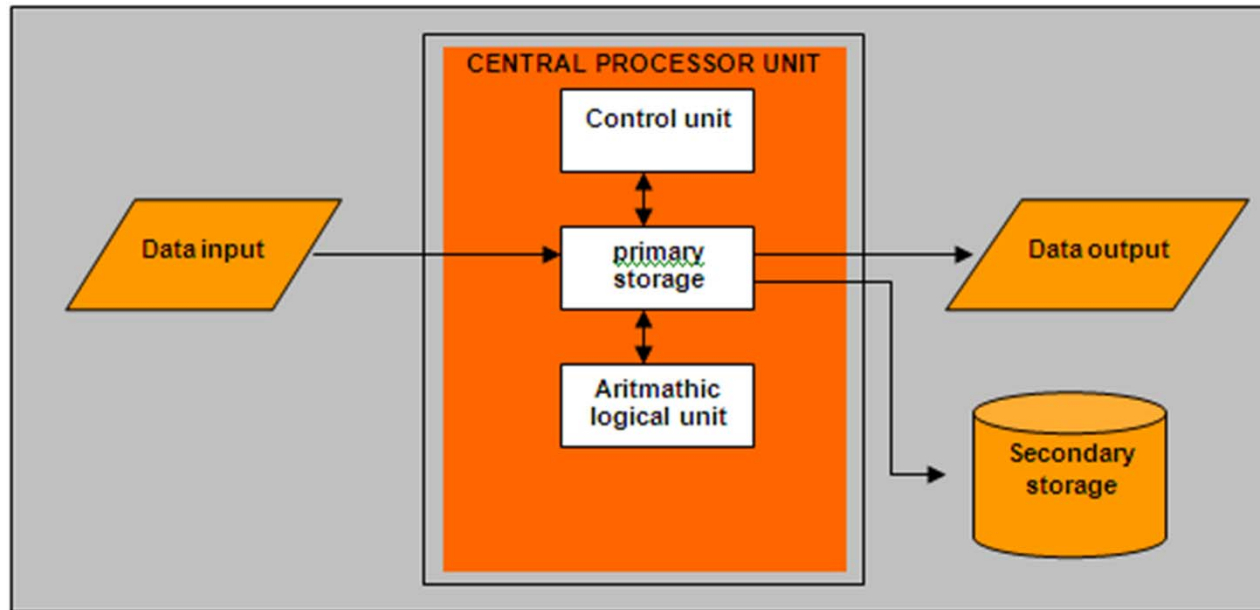 CENTRAL PROCESSOR UNIT
Control unit
Data input
primary
storage
Data output
Aritmathic
logical unit
Secondary
storage